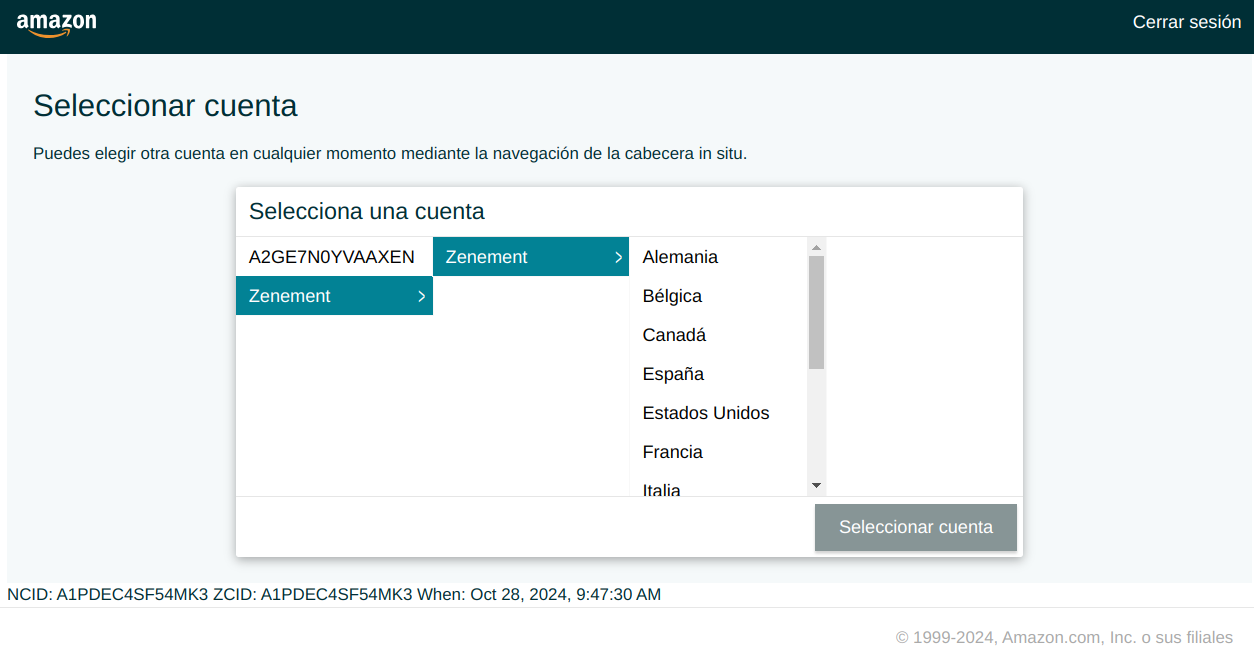 amazon
Cerrar sesión
Seleccionar cuenta
Puedes elegir otra cuenta en cualquier momento mediante la navegación de la cabecera in situ.
Selecciona una cuenta
A2GE7N0YVAAXEN
Zenement
Zenement
Alemania
Bélgica
Canadá
España
Estados Unidos
Francia
Italia
Seleccionar cuenta
NCID: A1PDEC4SF54MK3 ZCID: A1PDEC4SF54MK3 When: Oct 28, 2024, 9:47:30 AM
© 1999-2024, Amazon.com, Inc. o sus filiales